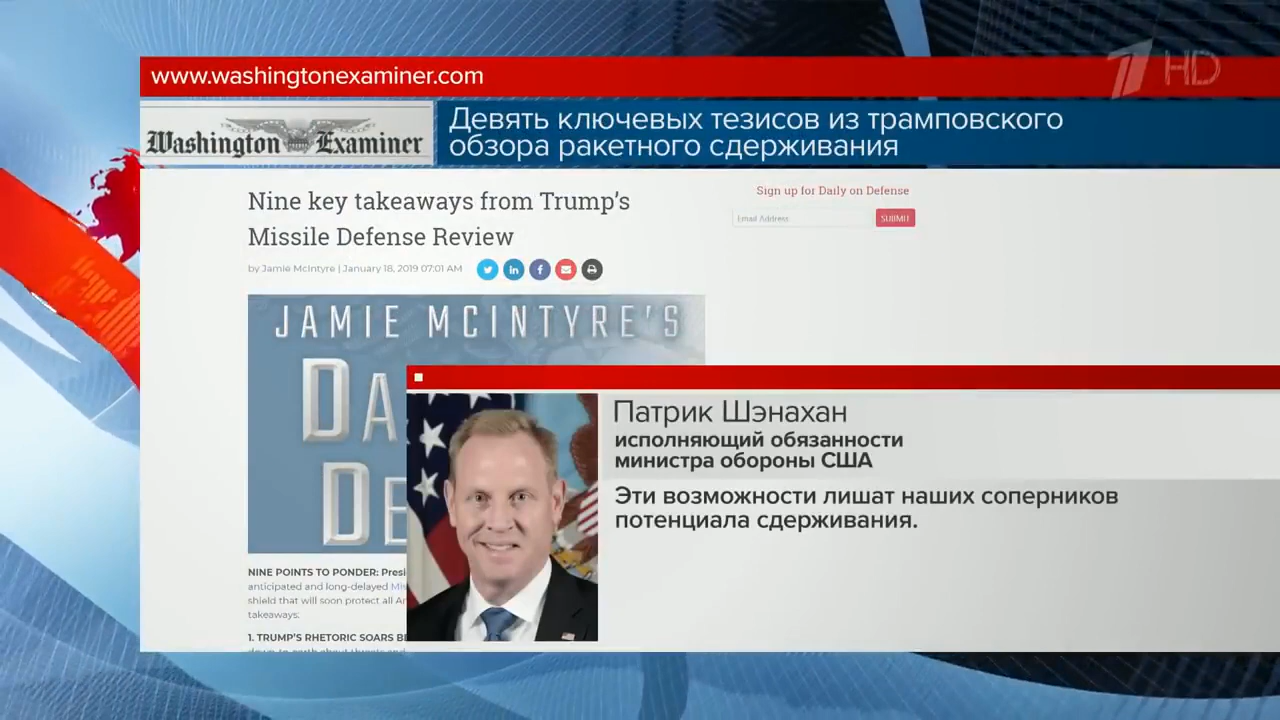 www.washingtonexaminer.com
1 HD
Washington Examiner
Девять ключевых тезисов из трамповского
обзора ракетного сдерживания
Nine key takeaways from Trump's
Missile Defense Review
by Jamie McIntyre | January 18, 2019 07:01 AM
Sign up for Daily on Defense
Email Address
SUBMIT
JAMIE MCINTYRE'S
DA
DE
Патрик Шэнахан
исполняющий обязанности
министра обороны США
Эти возможности лишат наших соперников
потенциала сдерживания.
NINE POINTS TO PONDER: Presi
anticipated and long-delayed Mi
shield that will soon protect all
takeaways:
1. TRUMP'S RHETORIC SOARS BE